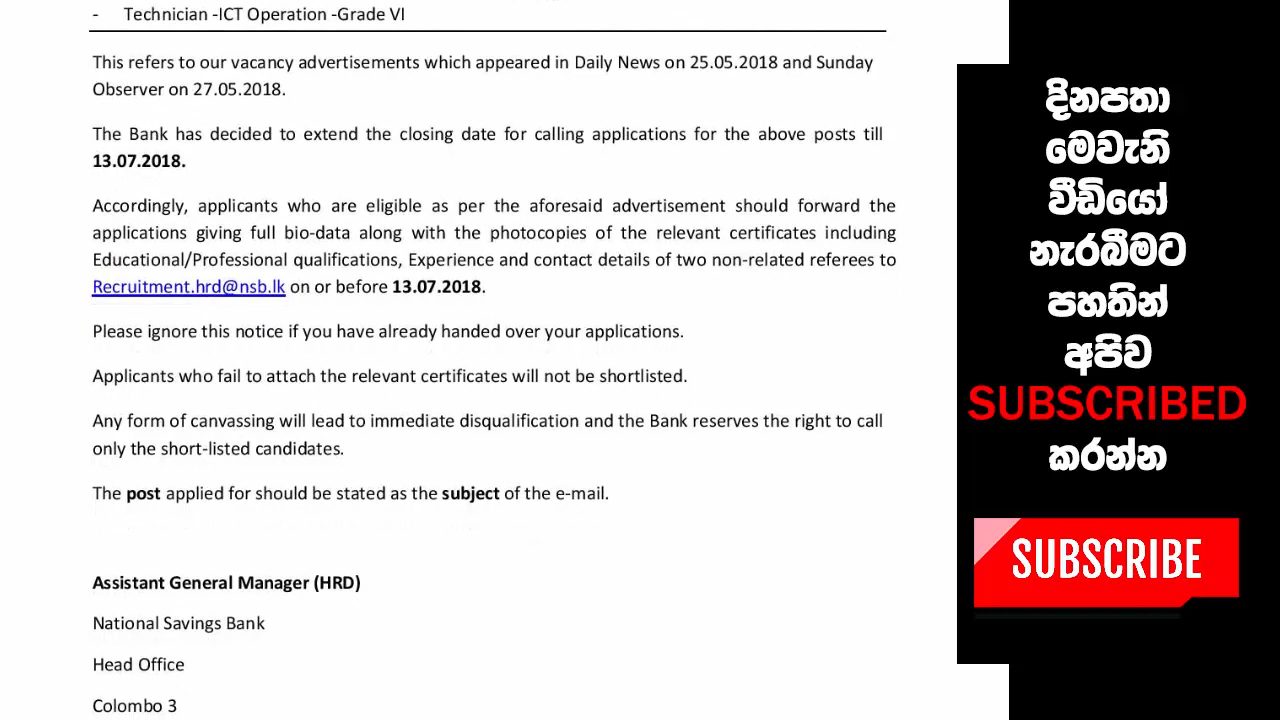 - Technician -ICT Operation -Grade VI
This refers to our vacancy advertisements which appeared in Daily News on 25.05.2018 and Sunday
Observer on 27.05.2018.
The Bank has decided to extend the closing date for calling applications for the above posts till
13.07.2018.
Accordingly, applicants who are eligible as per the aforesaid advertisement should forward the
applications giving full bio-data along with the photocopies of the relevant certificates including
Educational/Professional qualifications, Experience and contact details of two non-related referees to
Recruitment.hrd@nsb.lk on or before 13.07.2018.
Please ignore this notice if you have already handed over your applications.
Applicants who fail to attach the relevant certificates will not be shortlisted.
Any form of canvassing will lead to immediate disqualification and the Bank reserves the right to call
only the short-listed candidates.
The post applied for should be stated as the subject of the e-mail.
Assistant General Manager (HRD)
National Savings Bank
Head Office
Colombo 3
දිනපතා
මෙවැනි
වීඩියෝ
නැරබීමට
පහතින්
අපිව
SUBSCRIBED
කරන්න
SUBSCRIBE